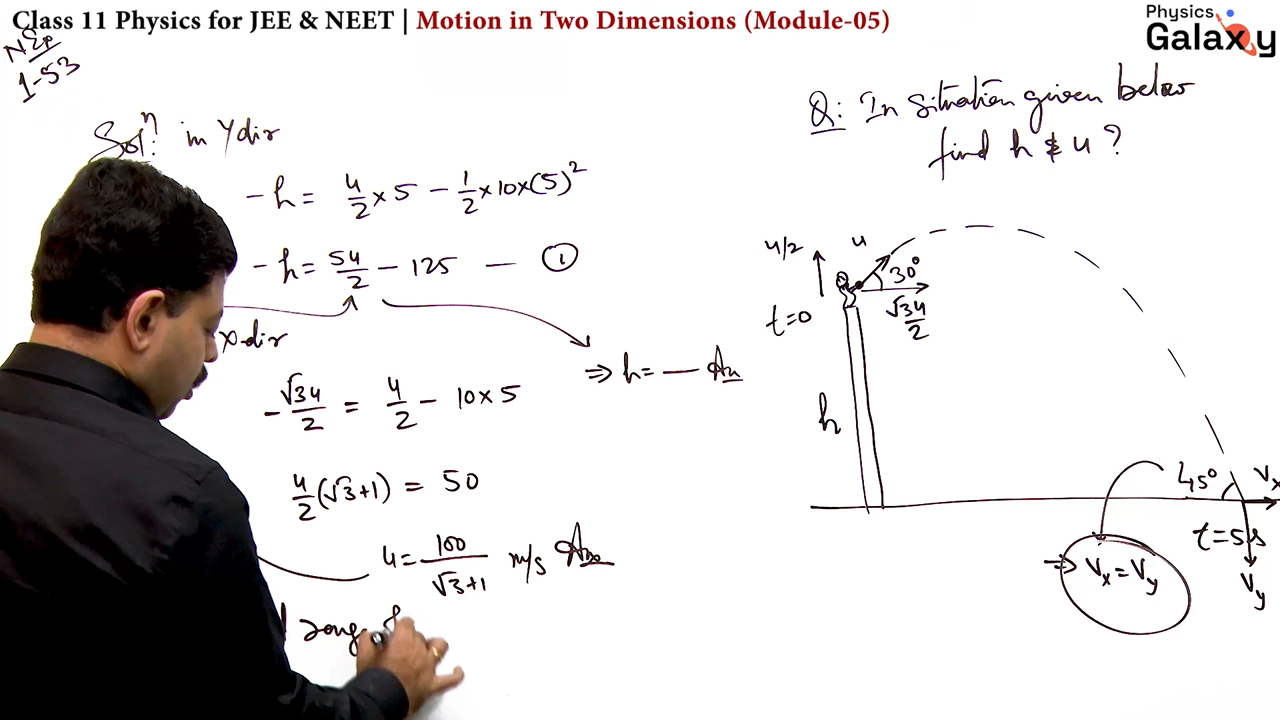 Class 11 Physics for JEE & NEET | Motion in Two Dimensions (Module-05)
Physics
Galaxy
1-53
Solⁿ: in Y dir
-h = u/2 × 5 - 1/2 × 10 × (5)²
-h = 5u/2 - 125 — ①
x dir
⇒ h = — An
-√3u/2 = u/2 - 10 × 5
u/2 (√3+1) = 50
u = 100/√3+1 m/s Ans
Q: In situation given below
find h & u?
u/2
u
30°
√3u/2
t=0
h
45°
Vx
t=5s
Vy
⇒ Vx = Vy